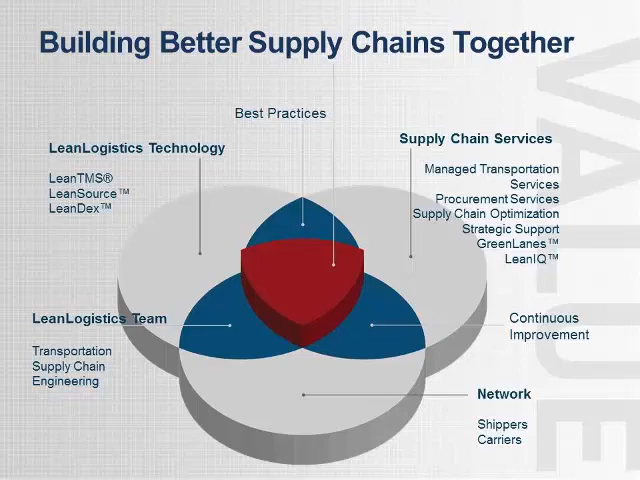 Building Better Supply Chains Together
Best Practices
LeanLogistics Technology
LeanTMS®
LeanSource™
LeanDex™
Supply Chain Services
Managed Transportation
Services
Procurement Services
Supply Chain Optimization
Strategic Support
GreenLanes™
LeanIQ™
LeanLogistics Team
Transportation
Supply Chain
Engineering
Continuous
Improvement
Network
Shippers
Carriers
VALUE